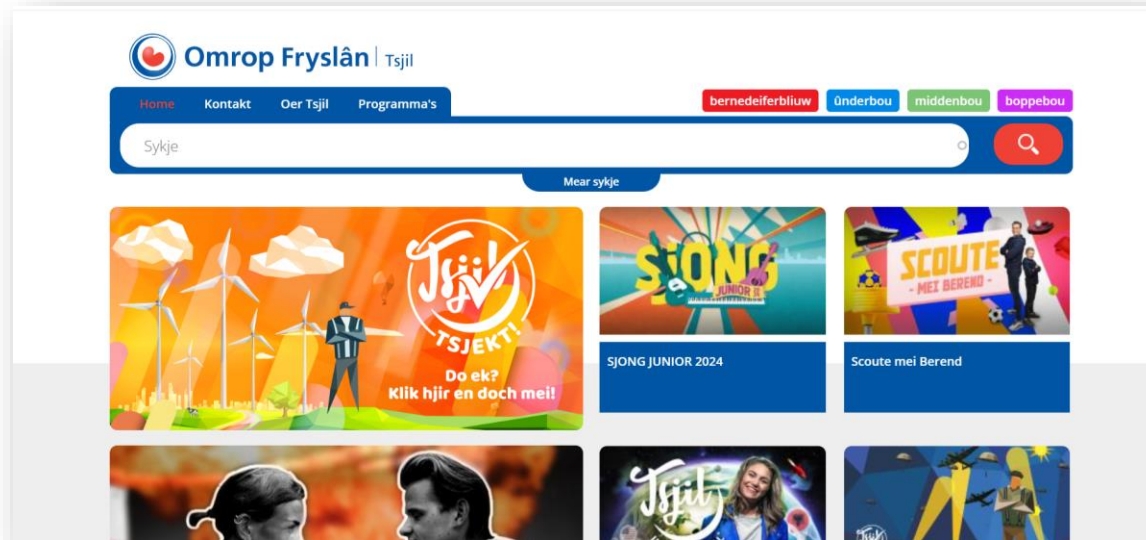 Omrop Fryslân | Tsjil
Home Kontakt Oer Tsjil Programma's
bernedeiferbliuw ûnderbou middenbou boppebou
Sykje
Mear sykje
Tsjil
TSJEKT!
Do ek?
Klik hjir en doch mei!
SJONG
JUNIOR
SCOUTE
- MEI BEREND -
SJONG JUNIOR 2024
Scoute mei Berend
Tsjil
Tsjil